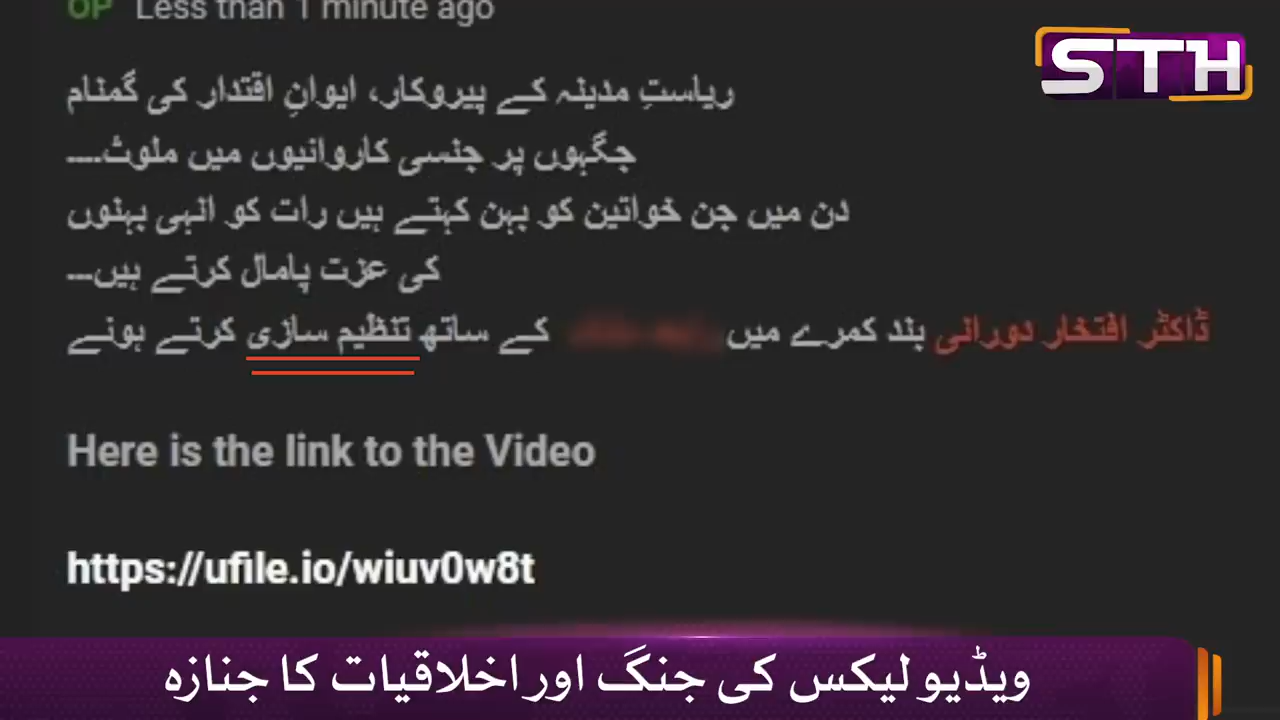 OP Less than 1 minute ago
STH
ریاستِ مدینہ کے پیروکار، ایوانِ اقتدار کی گمنام
جگہوں پر جنسی کاروائیوں میں ملوث....
دن میں جن خواتین کو بہن کہتے ہیں رات کو انہی بہنوں
کی عزت پامال کرتے ہیں...
ڈاکٹر افتخار دورانی بند کمرے میں کے ساتھ تنظیم سازی کرتے ہوئے
Here is the link to the Video
https://ufile.io/wiuv0w8t
ویڈیو لیکس کی جنگ اور اخلاقیات کا جنازہ